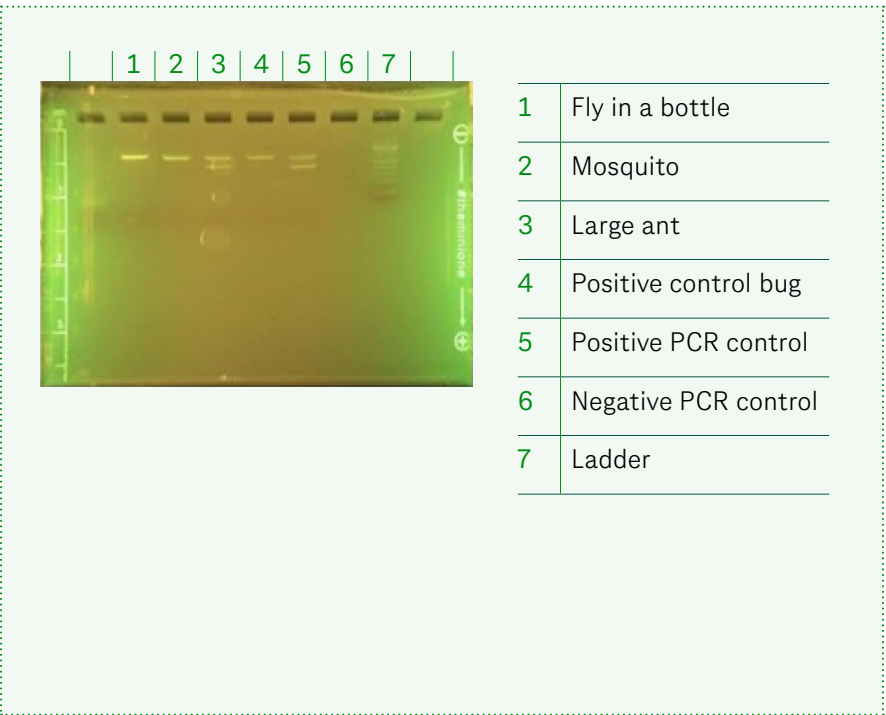 1 2 3 4 5 6 7
1 Fly in a bottle
2 Mosquito
3 Large ant
4 Positive control bug
5 Positive PCR control
6 Negative PCR control
7 Ladder
#theminione